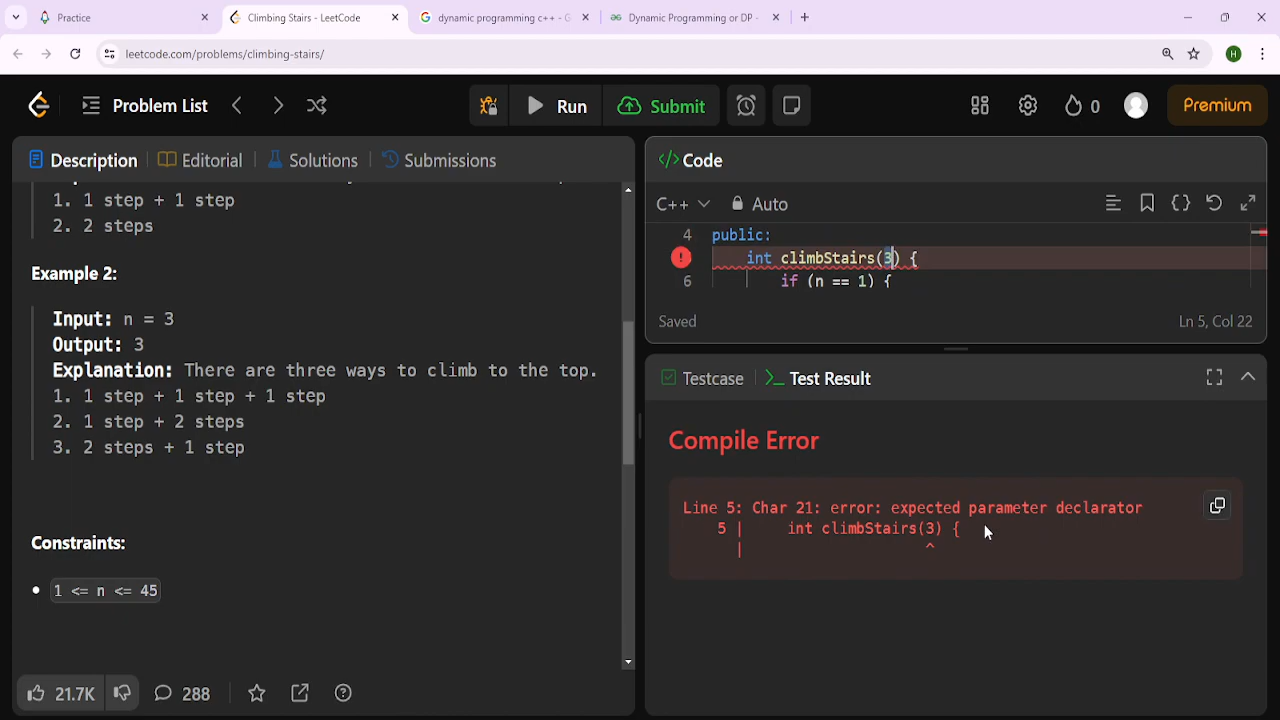 Practice
Climbing Stairs - LeetCode
dynamic programming c++ - G
Dynamic Programming or DP -
leetcode.com/problems/climbing-stairs/
H
Problem List
Run
Submit
0
Premium
Description
Editorial
Solutions
Submissions
1. 1 step + 1 step
2. 2 steps
Example 2:
Input: n = 3
Output: 3
Explanation: There are three ways to climb to the top.
1. 1 step + 1 step + 1 step
2. 1 step + 2 steps
3. 2 steps + 1 step
Constraints:
1 <= n <= 45
21.7K
288
</> Code
C++
Auto
4 public:
int climbStairs(3) {
6 if (n == 1) {
Saved
Ln 5, Col 22
Testcase
Test Result
Compile Error
Line 5: Char 21: error: expected parameter declarator
5 | int climbStairs(3) {
| ^